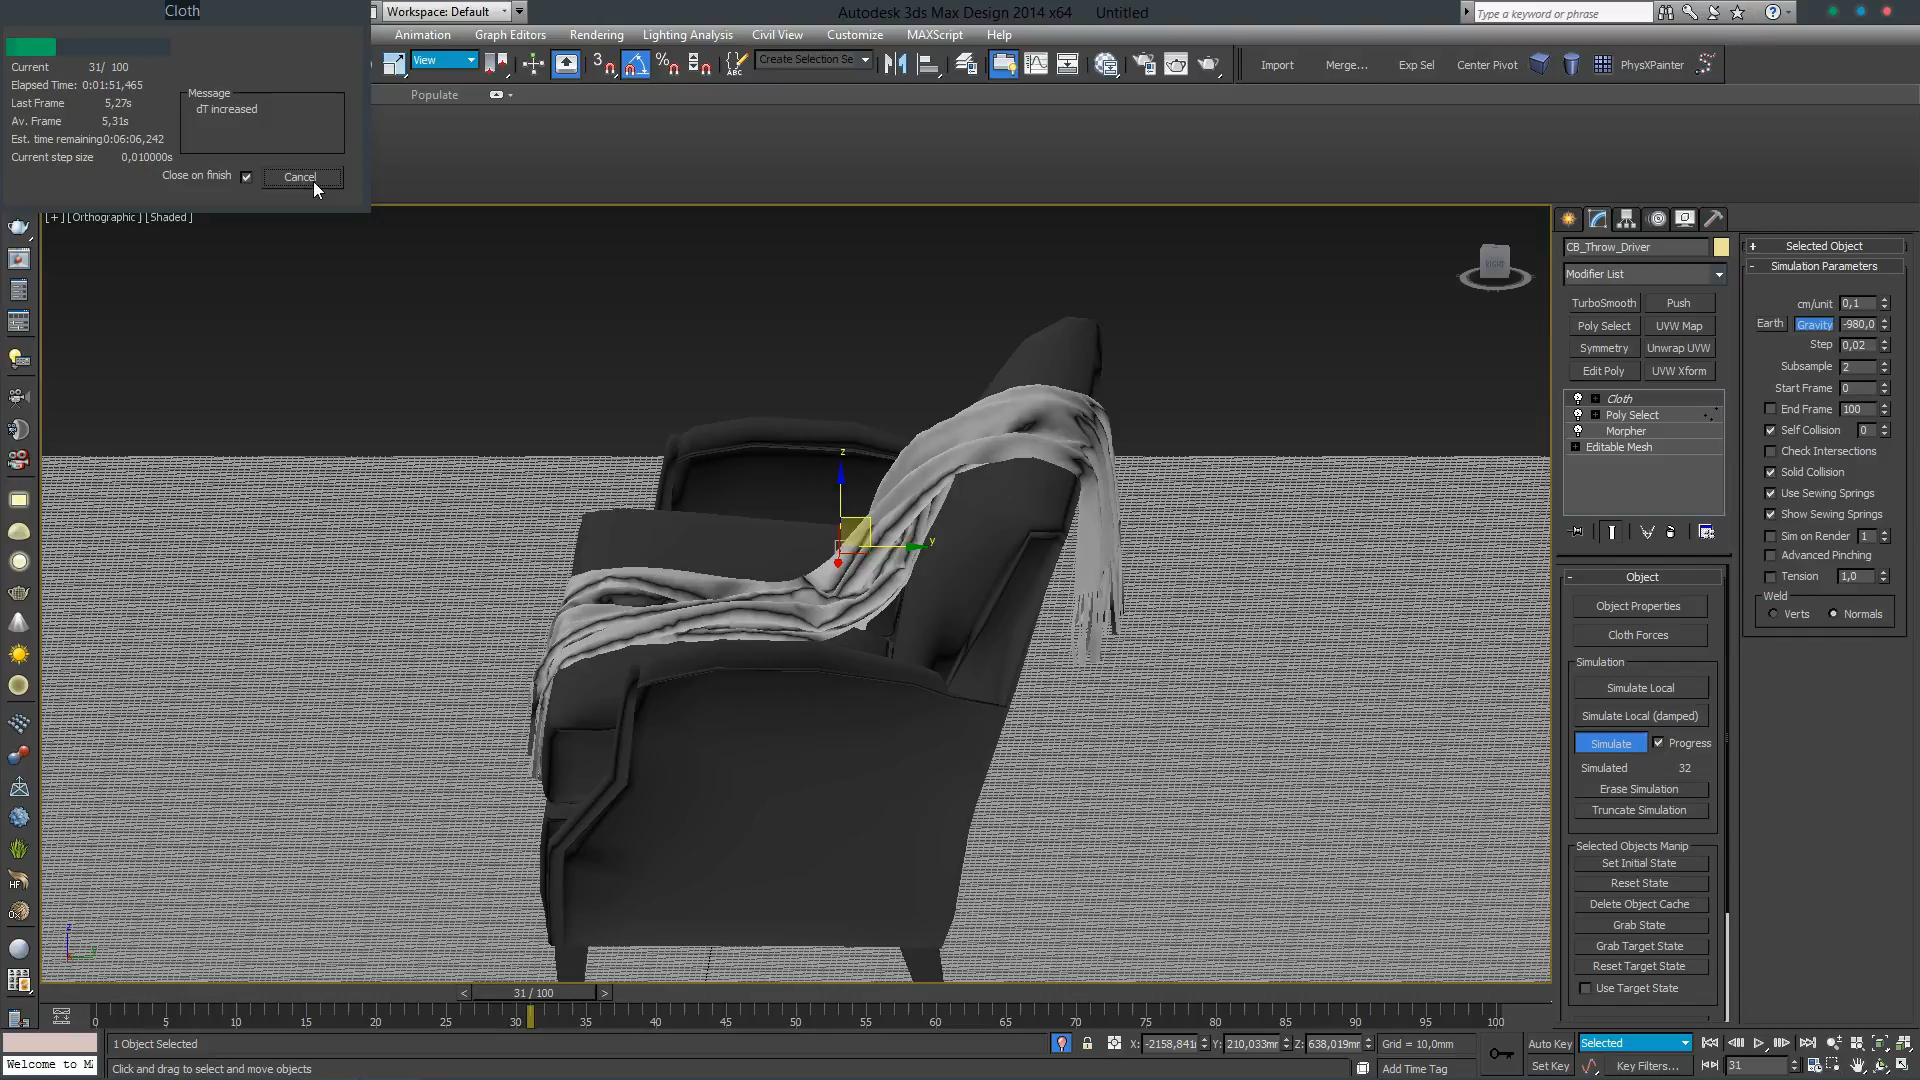 Cloth
Workspace: Default
Autodesk 3ds Max Design 2014 x64 Untitled
Type a keyword or phrase
Animation Graph Editors Rendering Lighting Analysis Civil View Customize MAXScript Help
View
Create Selection Se
Import Merge... Exp Sel Center Pivot PhysXPainter
Populate
Current 31/ 100
Elapsed Time: 0:01:51,465
Last Frame 5,27s
Av. Frame 5,31s
Est. time remaining0:06:06,242
Current step size 0,010000s
Message
dT increased
Close on finish
Cancel
[+] [Orthographic] [Shaded]
RIGHT
z
y
CB_Throw_Driver
Modifier List
TurboSmooth Push
Poly Select UVW Map
Symmetry Unwrap UVW
Edit Poly UVW Xform
Cloth
Poly Select
Morpher
Editable Mesh
- Object
Object Properties
Cloth Forces
Simulation
Simulate Local
Simulate Local (damped)
Simulate Progress
Simulated 32
Erase Simulation
Truncate Simulation
Selected Objects Manip
Set Initial State
Reset State
Delete Object Cache
Grab State
Grab Target State
Reset Target State
Use Target State
+ Selected Object
- Simulation Parameters
cm/unit 0,1
Earth Gravity -980,0
Step 0,02
Subsample 2
Start Frame 0
End Frame 100
Self Collision 0
Check Intersections
Solid Collision
Use Sewing Springs
Show Sewing Springs
Sim on Render 1
Advanced Pinching
Tension 1,0
Weld
Verts Normals
< 31 / 100 >
0 5 10 15 20 25 30 35 40 45 50 55 60 65 70 75 80 85 90 95 100
1 Object Selected
X: -2158,841 Y: 210,033mm Z: 638,019mm Grid = 10,0mm
Auto Key Selected
Welcome to M
Click and drag to select and move objects
Add Time Tag
Set Key Key Filters... 31